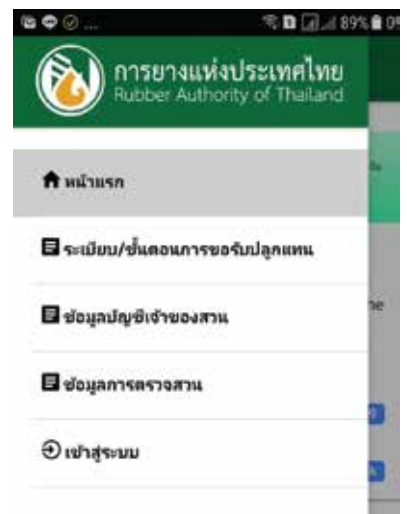 ... 89%
การยางแห่งประเทศไทย
Rubber Authority of Thailand
หน้าแรก
ระเบียบ/ขั้นตอนการขอรับปลูกแทน
ข้อมูลบัญชีเจ้าของสวน
ข้อมูลการตรวจสวน
เข้าสู่ระบบ